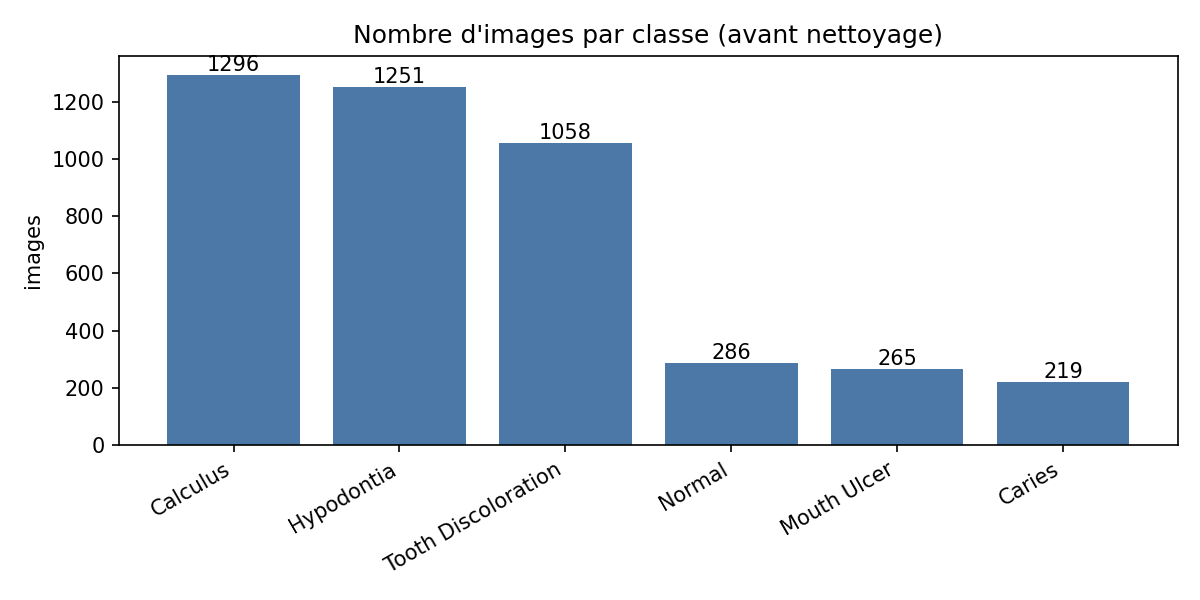 Nombre d'images par classe (avant nettoyage)
1296
1251
1058
286
265
219
images
1200
1000
800
600
400
200
0
Calculus
Hypodontia
Tooth Discoloration
Normal
Mouth Ulcer
Caries